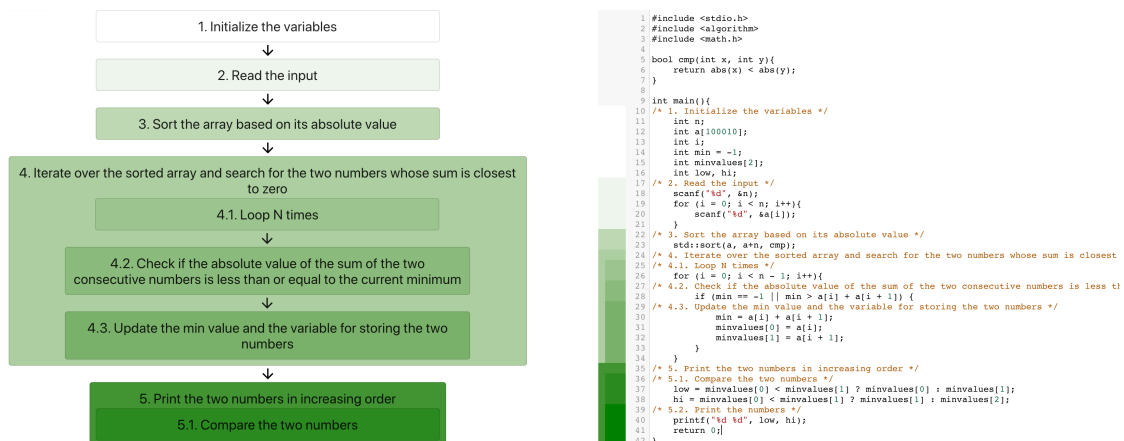 1. Initialize the variables
2. Read the input
3. Sort the array based on its absolute value
4. Iterate over the sorted array and search for the two numbers whose sum is closest
to zero
4.1. Loop N times
4.2. Check if the absolute value of the sum of the two
consecutive numbers is less than or equal to the current minimum
4.3. Update the min value and the variable for storing the two
numbers
5. Print the two numbers in increasing order
5.1. Compare the two numbers
1 #include <stdio.h>
2 #include <algorithm>
3 #include <math.h>
4
5 bool cmp(int x, int y){
6 return abs(x) < abs(y);
7 }
8
9 int main(){
10 /* 1. Initialize the variables */
11 int n;
12 int a[100010];
13 int i;
14 int min = -1;
15 int minvalues[2];
16 int low, hi;
17 /* 2. Read the input */
18 scanf("%d", &n);
19 for (i = 0; i < n; i++){
20 scanf("%d", &a[i]);
21 }
22 /* 3. Sort the array based on its absolute value */
23 std::sort(a, a+n, cmp);
24 /* 4. Iterate over the sorted array and search for the two numbers whose sum is closest
25 /* 4.1. Loop N times */
26 for (i = 0; i < n - 1; i++){
27 /* 4.2. Check if the absolute value of the sum of the two consecutive numbers is less th
28 if (min == -1 || min > a[i] + a[i + 1]) {
29 /* 4.3. Update the min value and the variable for storing the two numbers */
30 min = a[i] + a[i + 1];
31 minvalues[0] = a[i];
32 minvalues[1] = a[i + 1];
33 }
34 }
35 /* 5. Print the two numbers in increasing order */
36 /* 5.1. Compare the two numbers */
37 low = minvalues[0] < minvalues[1] ? minvalues[0] : minvalues[1];
38 hi = minvalues[0] < minvalues[1] ? minvalues[1] : minvalues[2];
39 /* 5.2. Print the numbers */
40 printf("%d %d", low, hi);
41 return 0;
42 }